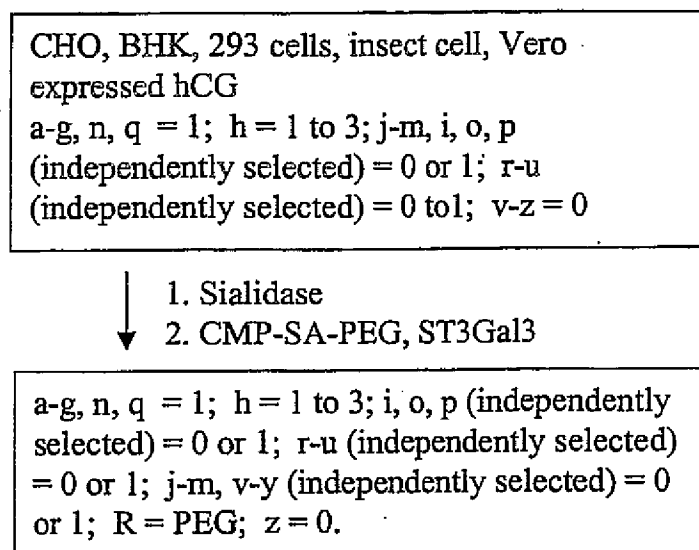 CHO, BHK, 293 cells, insect cell, Vero
expressed hCG
a-g, n, q = 1; h = 1 to 3; j-m, i, o, p
(independently selected) = 0 or 1; r-u
(independently selected) = 0 to1; v-z = 0
1. Sialidase
2. CMP-SA-PEG, ST3Gal3
a-g, n, q = 1; h = 1 to 3; i, o, p (independently
selected) = 0 or 1; r-u (independently selected)
= 0 or 1; j-m, v-y (independently selected) = 0
or 1; R = PEG; z = 0.